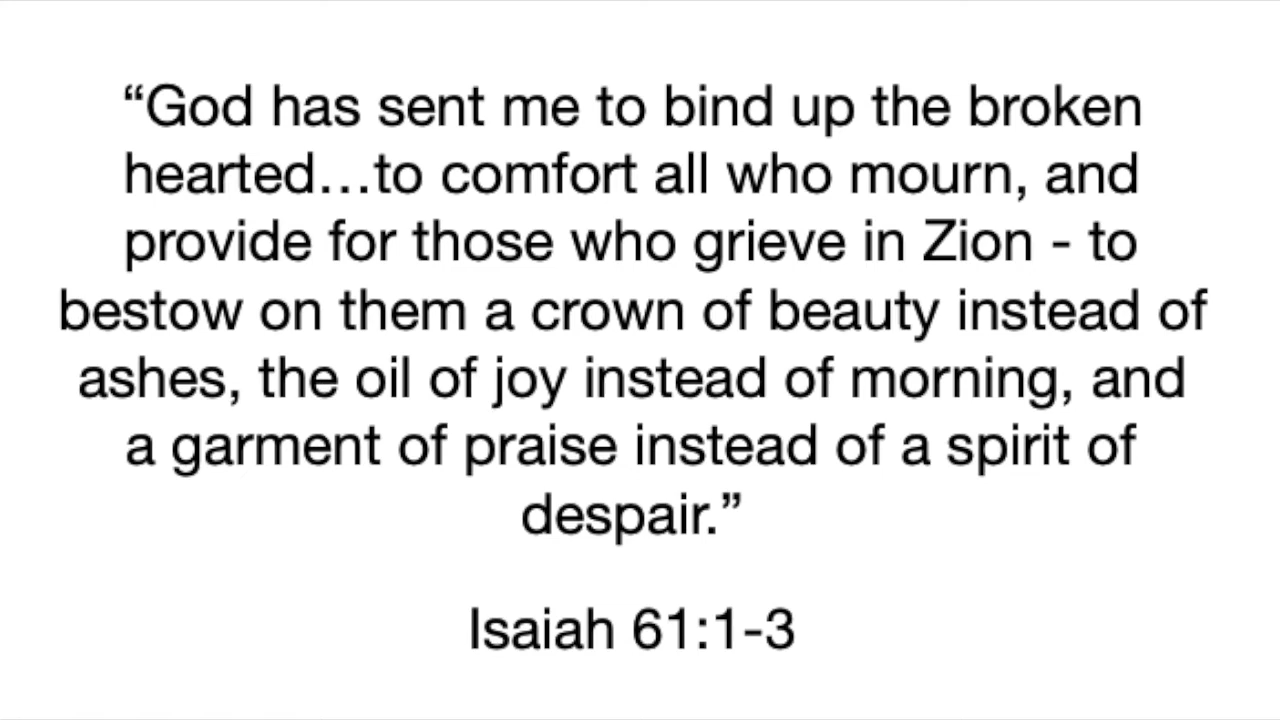 “God has sent me to bind up the broken
hearted…to comfort all who mourn, and
provide for those who grieve in Zion - to
bestow on them a crown of beauty instead of
ashes, the oil of joy instead of morning, and
a garment of praise instead of a spirit of
despair.”
Isaiah 61:1-3